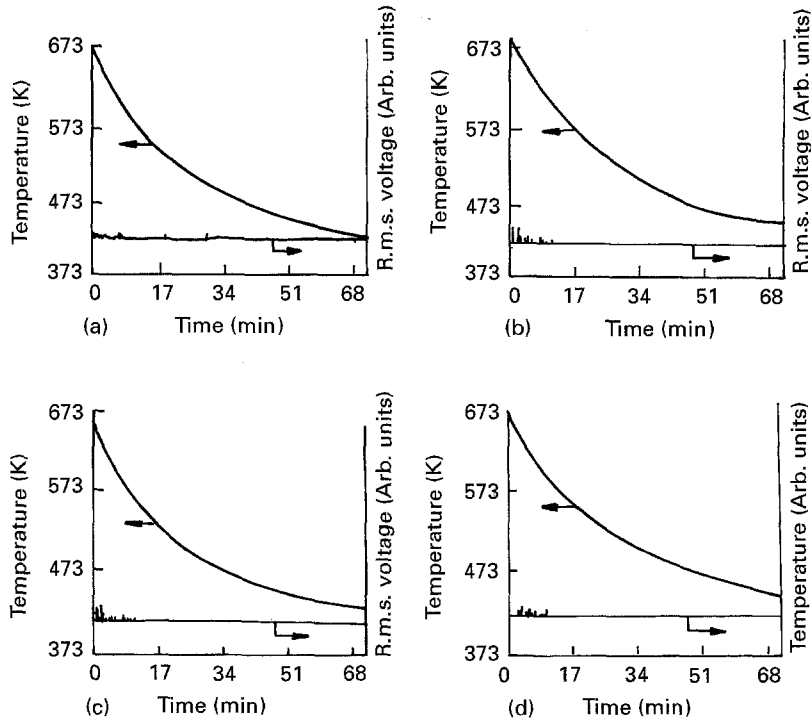 673
573
473
373
Temperature (K)
R.m.s. voltage (Arb. units)
0 17 34 51 68
(a) Time (min)
673
573
473
373
Temperature (K)
R.m.s. voltage (Arb. units)
0 17 34 51 68
(b) Time (min)
673
573
473
373
Temperature (K)
R.m.s. voltage (Arb. units)
0 17 34 51 68
(c) Time (min)
673
573
473
373
Temperature (K)
Temperature (Arb. units)
0 17 34 51 68
(d) Time (min)